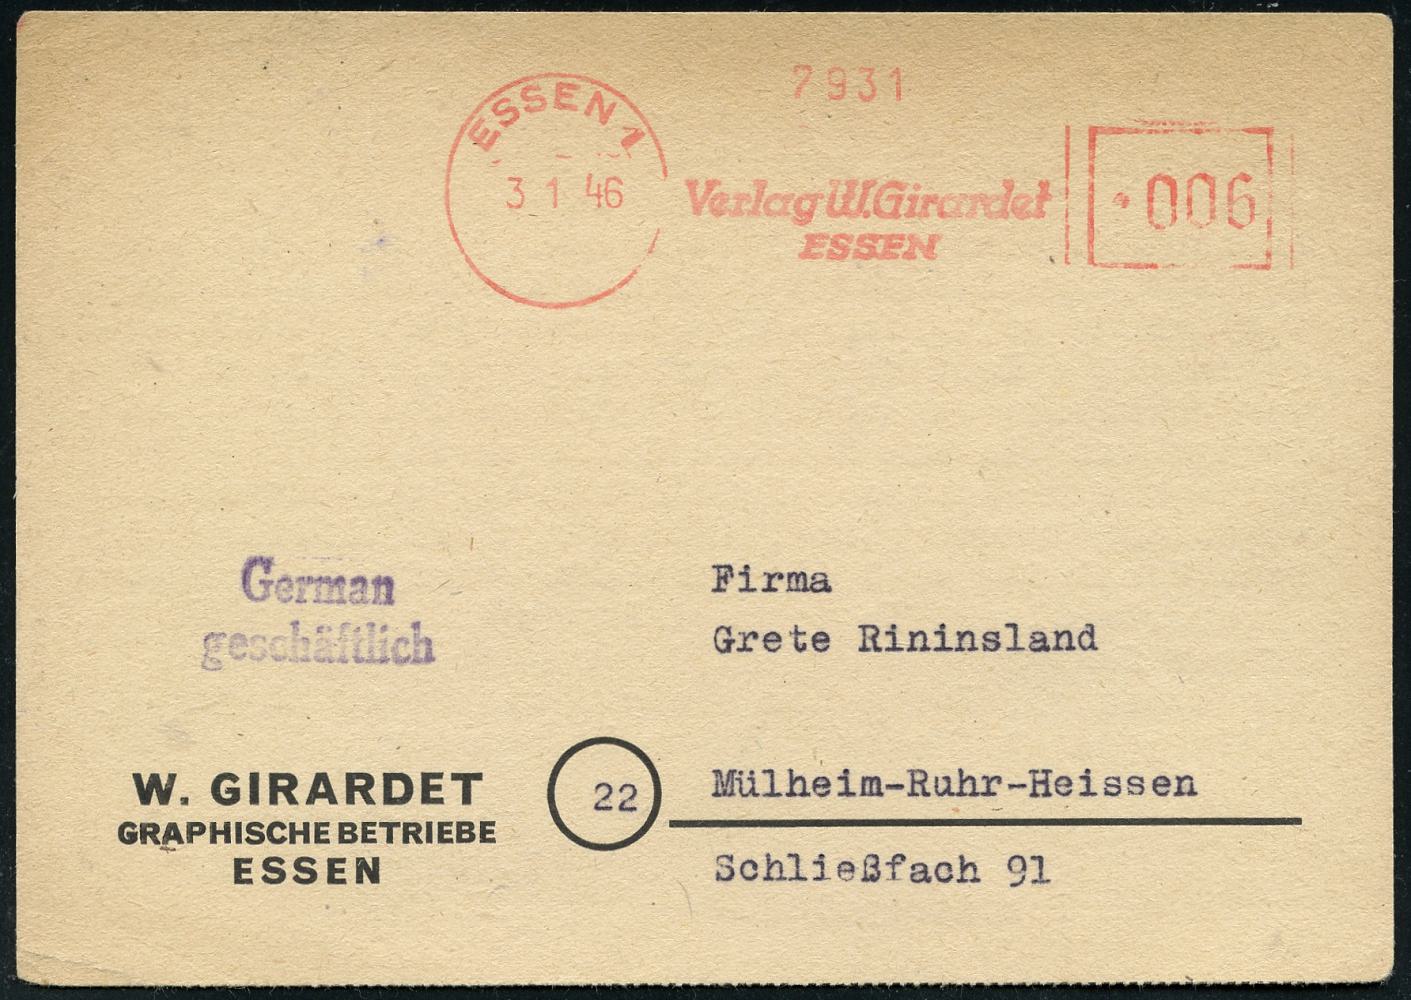 7931
ESSEN 1
3 1 46
Verlag W. Girardet
ESSEN
006
German
geschäftlich
Firma
Grete Rininsland
W. GIRARDET
GRAPHISCHE BETRIEBE
ESSEN
22
Mülheim-Ruhr-Heissen
Schließfach 91